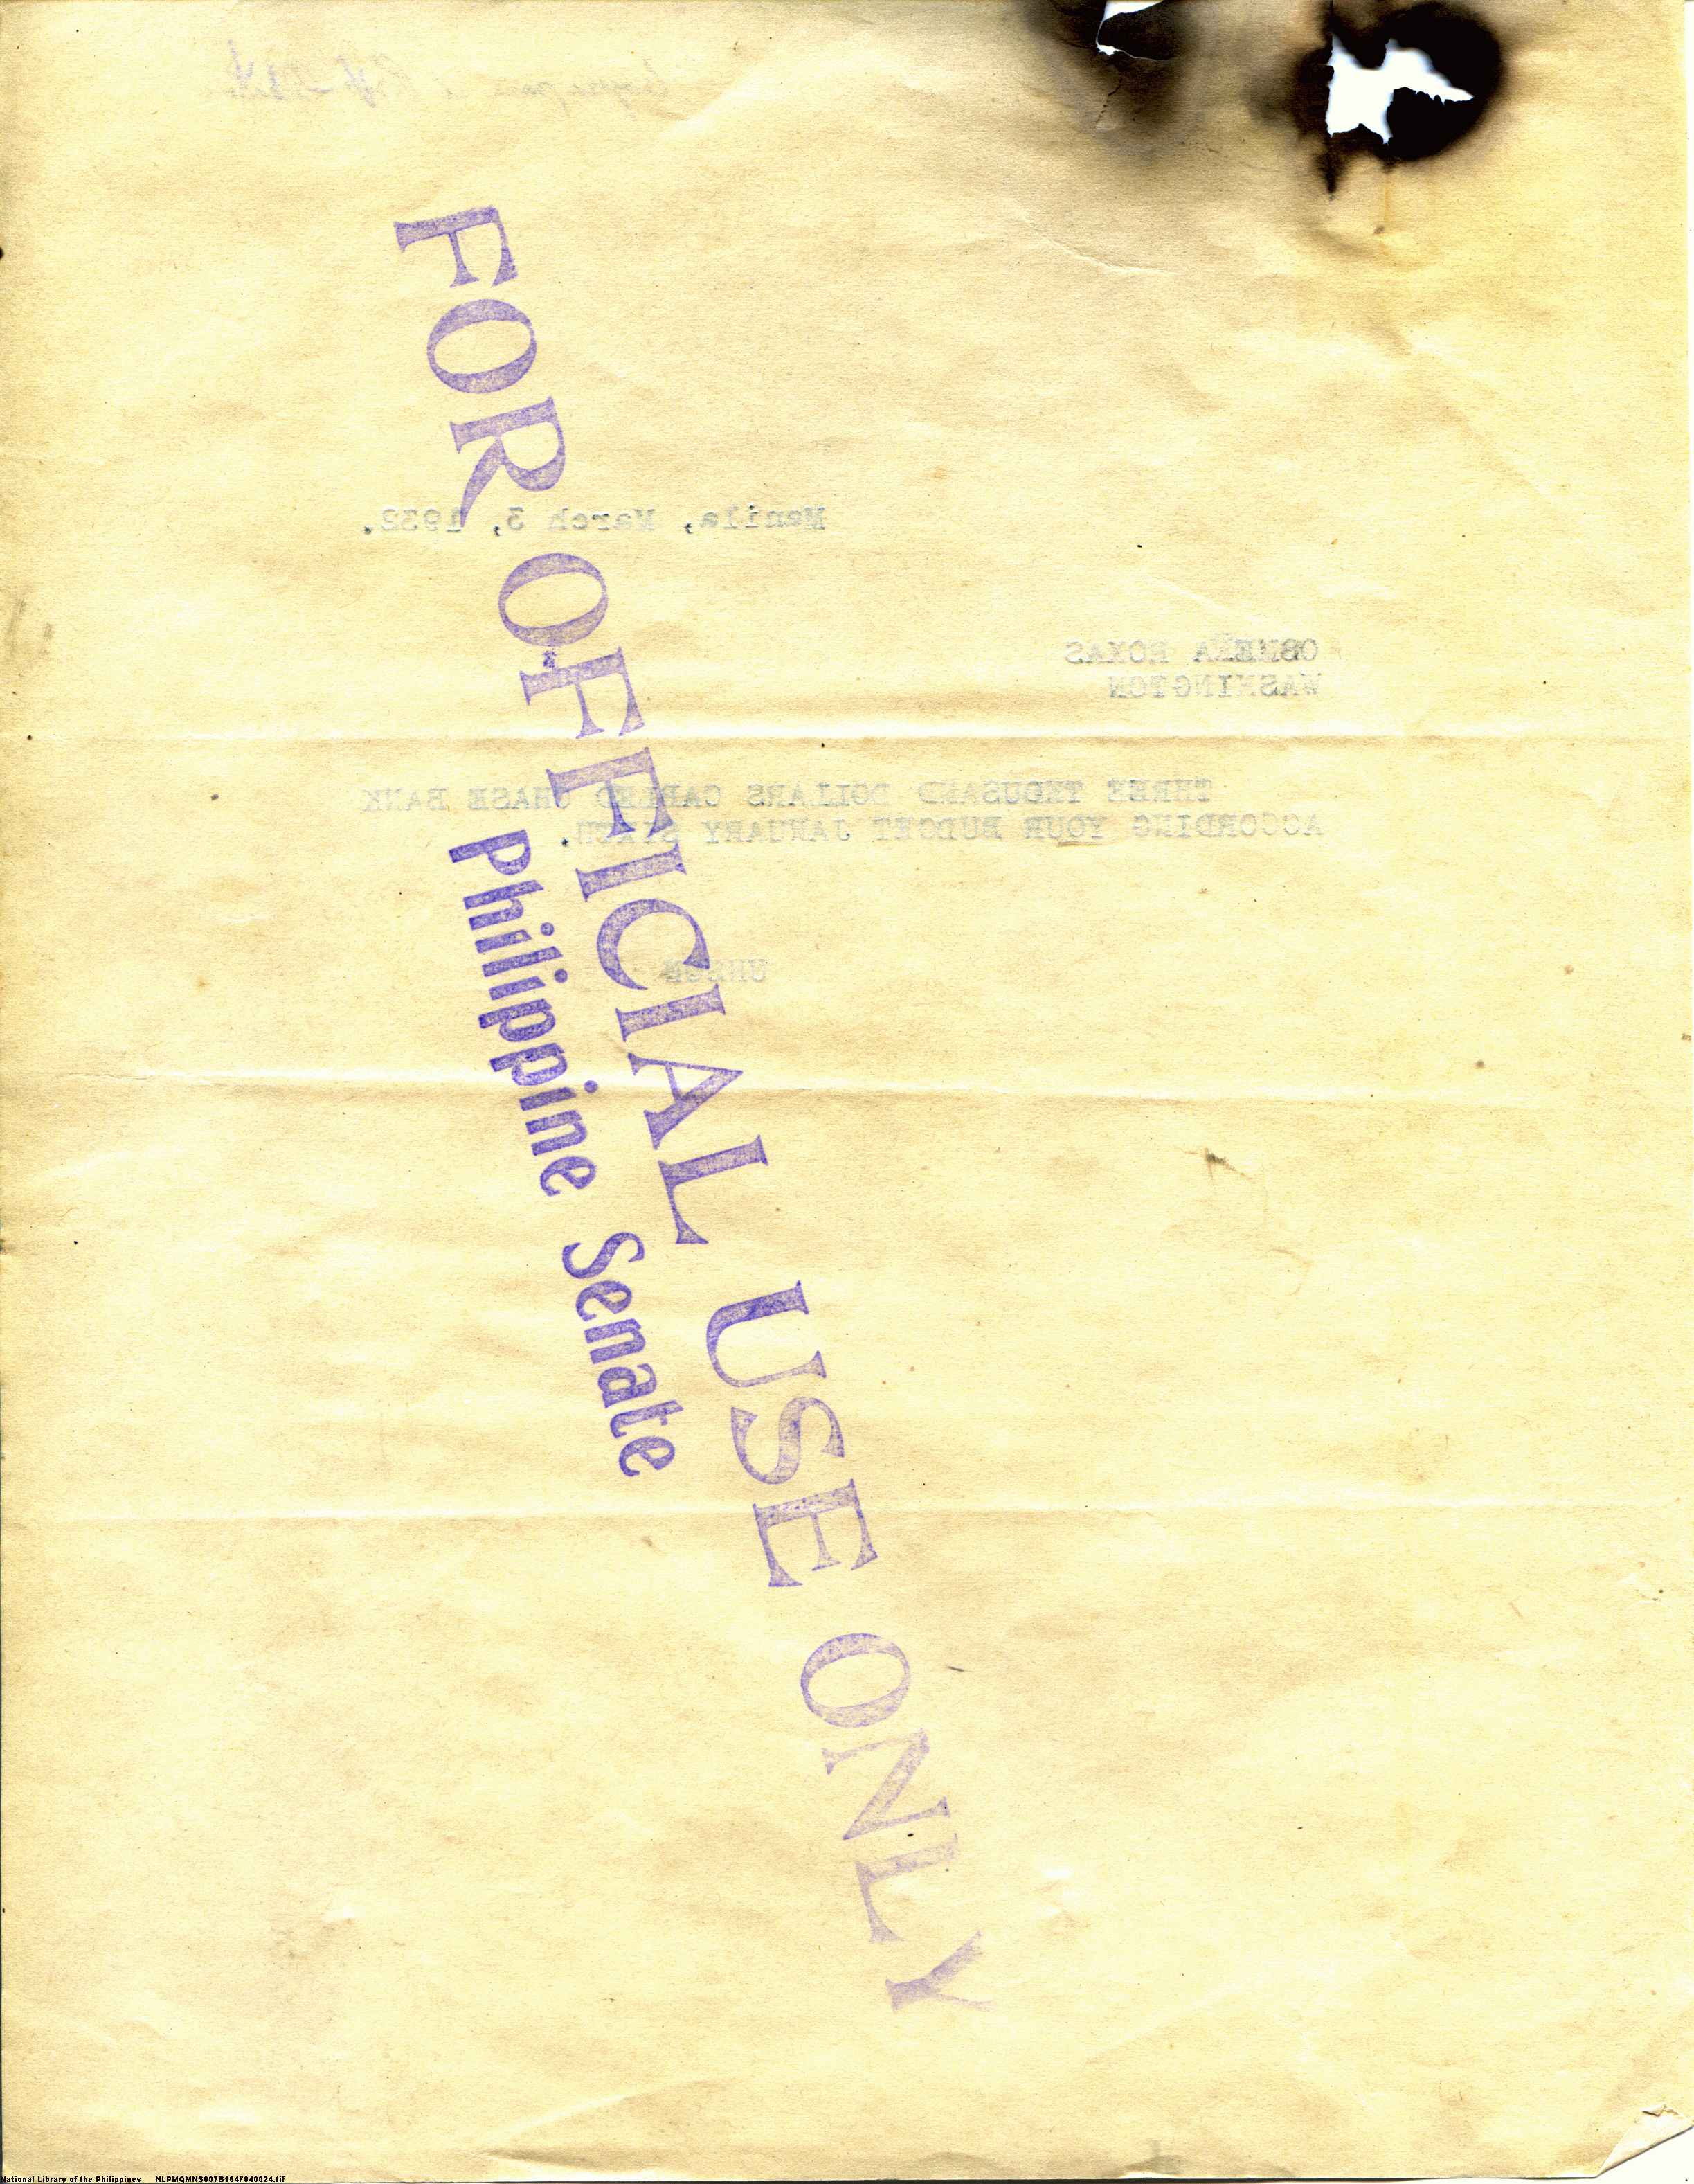 Manila, March 3, 1932.
OSMEÑA ROXAS
WASHINGTON
THREE THOUSAND DOLLARS CABLED CHASE BANK
ACCORDING YOUR BUDGET JANUARY SIXTH.
FOR OFFICIAL USE ONLY
Philippine Senate
National Library of the Philippines NLPMQMNS007B164F040024.tif